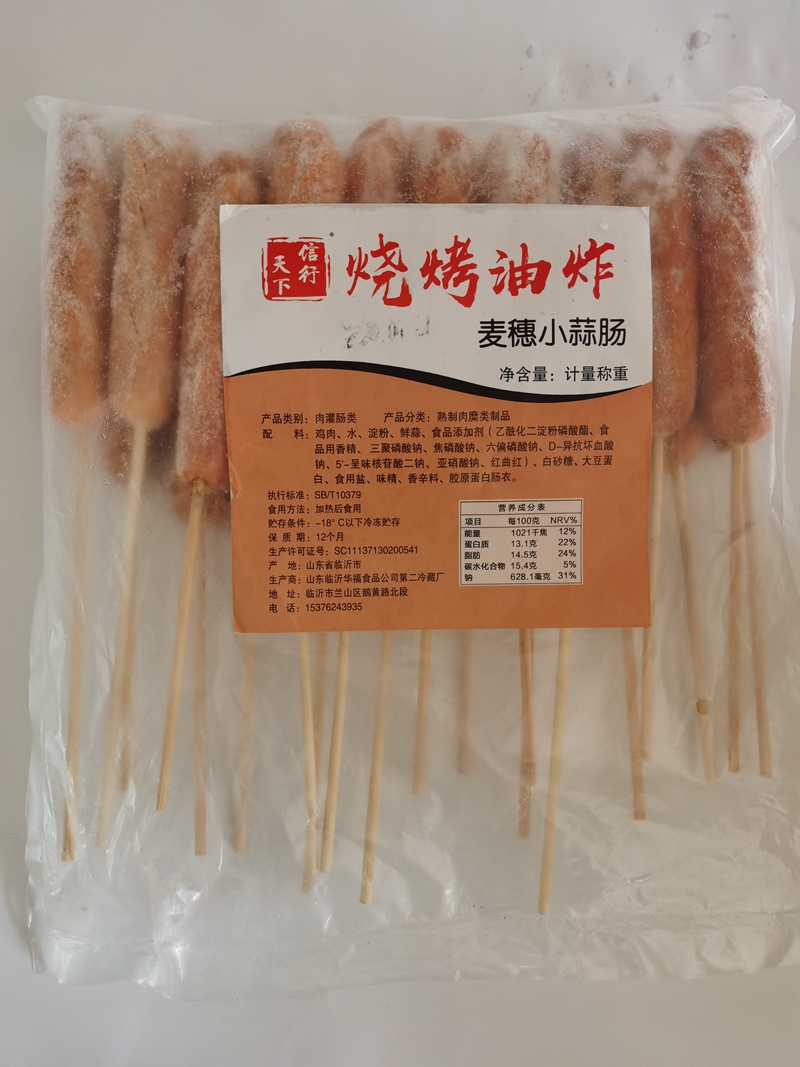 信行天下
烧烤油炸
麦穗小蒜肠
净含量：计量称重
产品类别：肉灌肠类 产品分类：熟制肉糜类制品
配 料：鸡肉、水、淀粉、鲜蒜、食品添加剂（乙酰化二淀粉磷酸酯、食
品用香精、三聚磷酸钠、焦磷酸钠、六偏磷酸钠、D-异抗坏血酸
钠、5'-呈味核苷酸二钠、亚硝酸钠、红曲红）、白砂糖、大豆蛋
白、食用盐、味精、香辛料、胶原蛋白肠衣。
执行标准：SB/T10379
食用方法：加热后食用
贮存条件：-18°C以下冷冻贮存
保 质 期：12个月
生产许可证号：SC11137130200541
产 地：山东省临沂市
生产商：山东临沂华福食品公司第二冷藏厂
地 址：临沂市兰山区鹅黄路北段
电 话：15376243935
营养成分表
项目 每100克 NRV%
能量 1021千焦 12%
蛋白质 13.1克 22%
脂肪 14.5克 24%
碳水化合物 15.4克 5%
钠 628.1毫克 31%